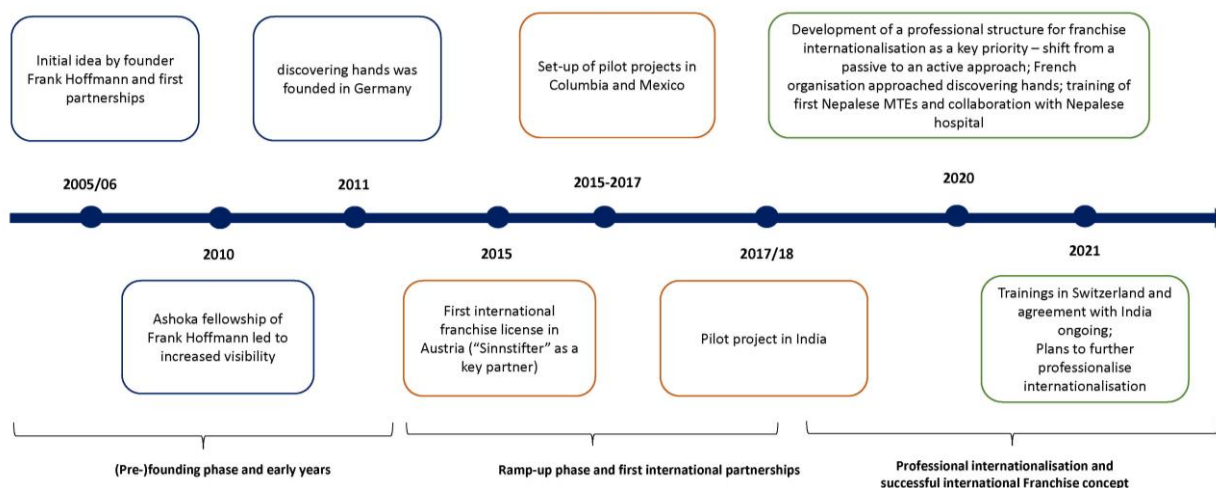 Initial idea by founder
Frank Hoffmann and first
partnerships
discovering hands was
founded in Germany
Set-up of pilot projects in
Columbia and Mexico
Development of a professional structure for franchise
internationalisation as a key priority – shift from a
passive to an active approach; French
organisation approached discovering hands; training of
first Nepalese MTEs and collaboration with Nepalese
hospital
2005/06
2011
2015-2017
2020
2010
2015
2017/18
2021
Ashoka fellowship of
Frank Hoffmann led to
increased visibility
First international
franchise license in
Austria (“Sinnstifter” as a
key partner)
Pilot project in India
Trainings in Switzerland and
agreement with India
ongoing;
Plans to further
professionalise
internationalisation
(Pre-)founding phase and early years
Ramp-up phase and first international partnerships
Professional internationalisation and
successful international Franchise concept